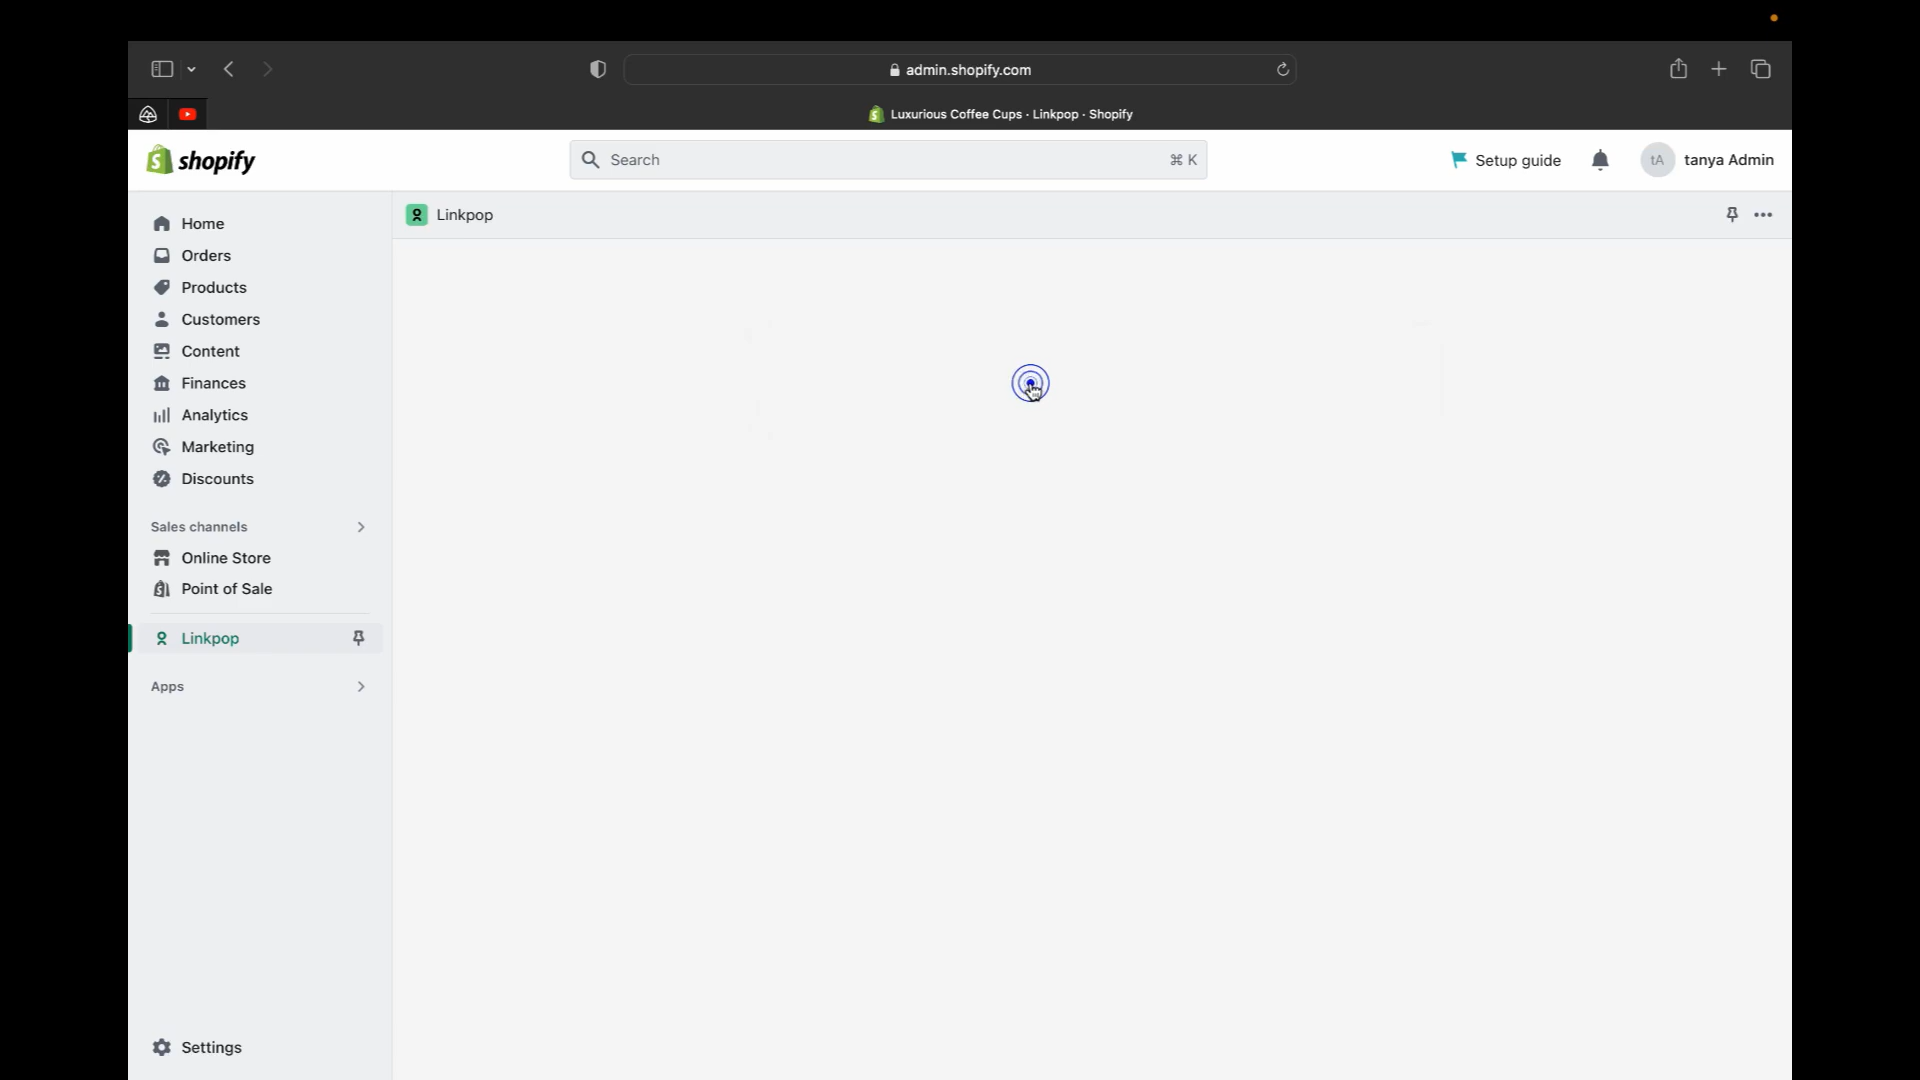 admin.shopify.com
Luxurious Coffee Cups · Linkpop · Shopify
shopify
Search
⌘ K
Setup guide
tA
tanya Admin
Linkpop
Home
Orders
Products
Customers
Content
Finances
Analytics
Marketing
Discounts
Sales channels
Online Store
Point of Sale
Linkpop
Apps
Settings